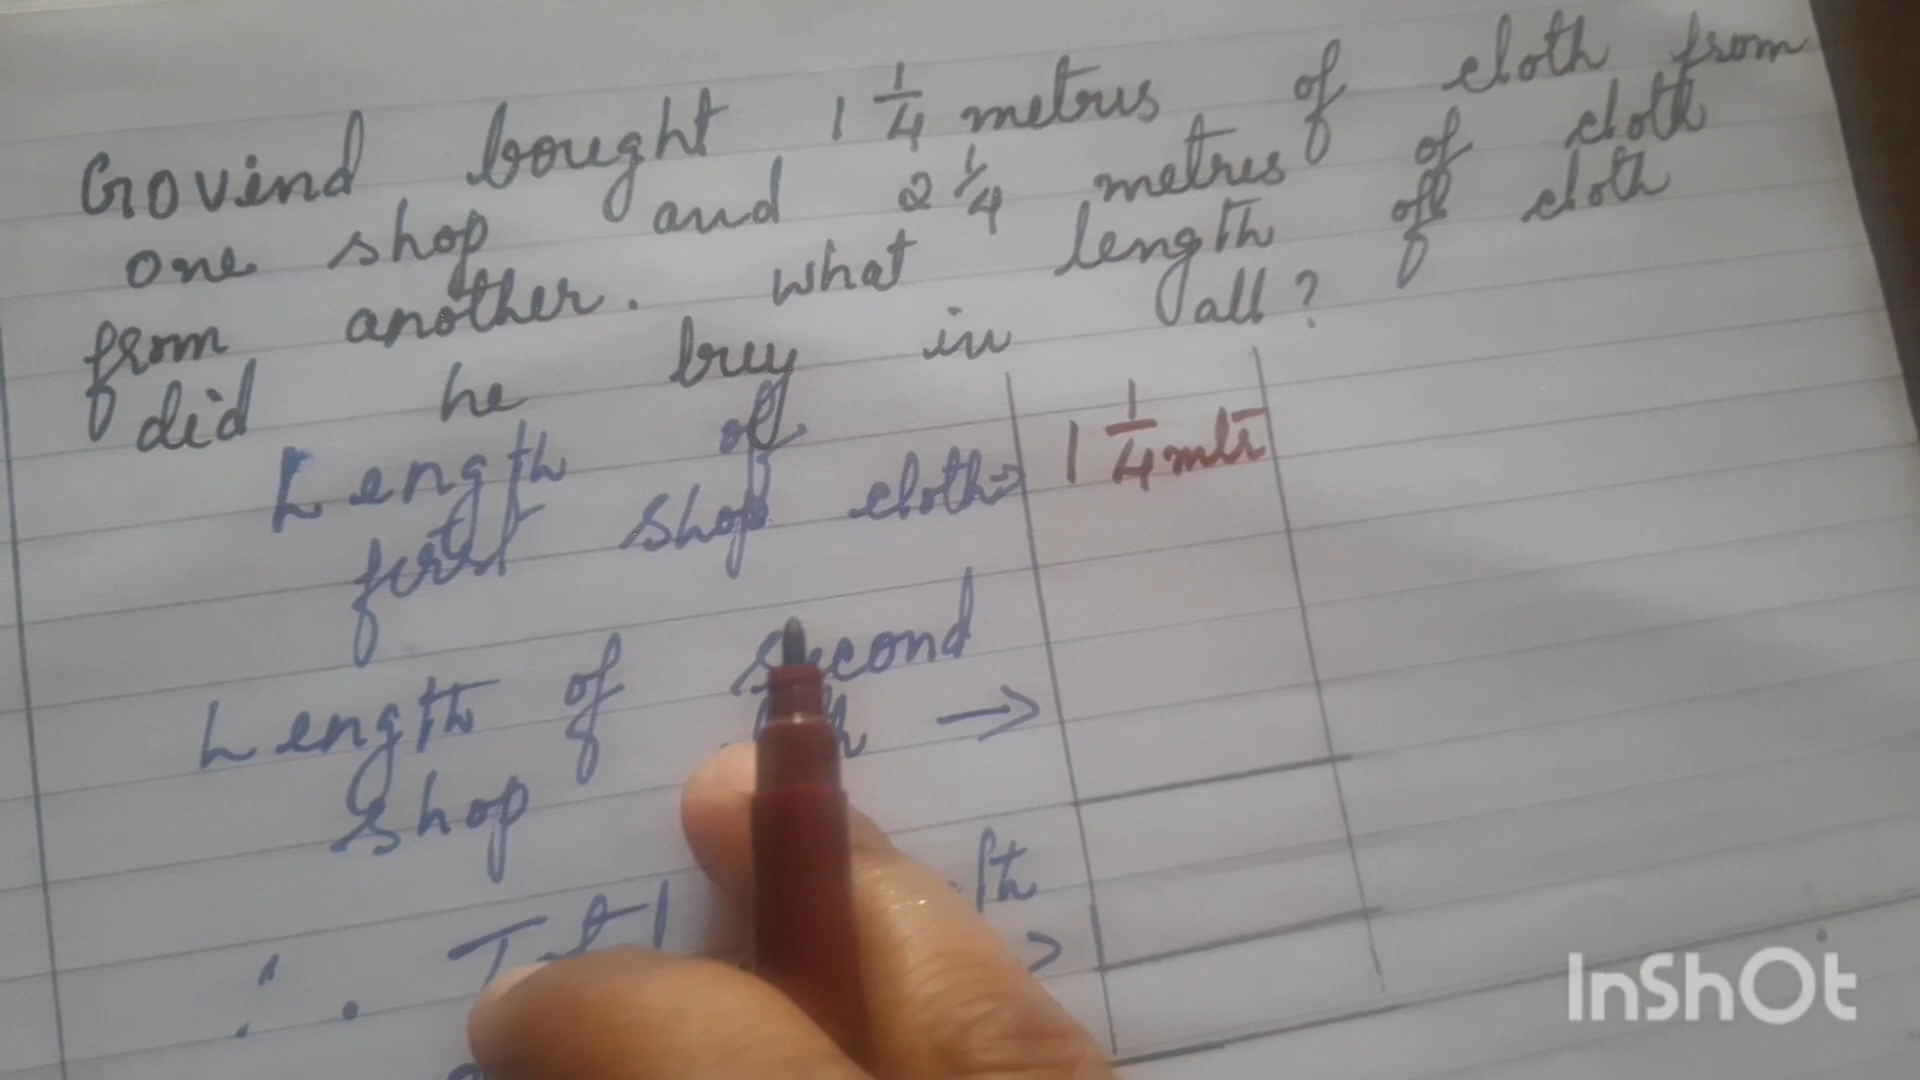 Govind bought 1 1/4 metres of cloth from
one shop and 2 1/4 metres of cloth
from another. what length of cloth
did he buy in all?
Length of
first shop cloth⇒ 1 1/4 mtr
Length of second
shop →
∴
InShOt